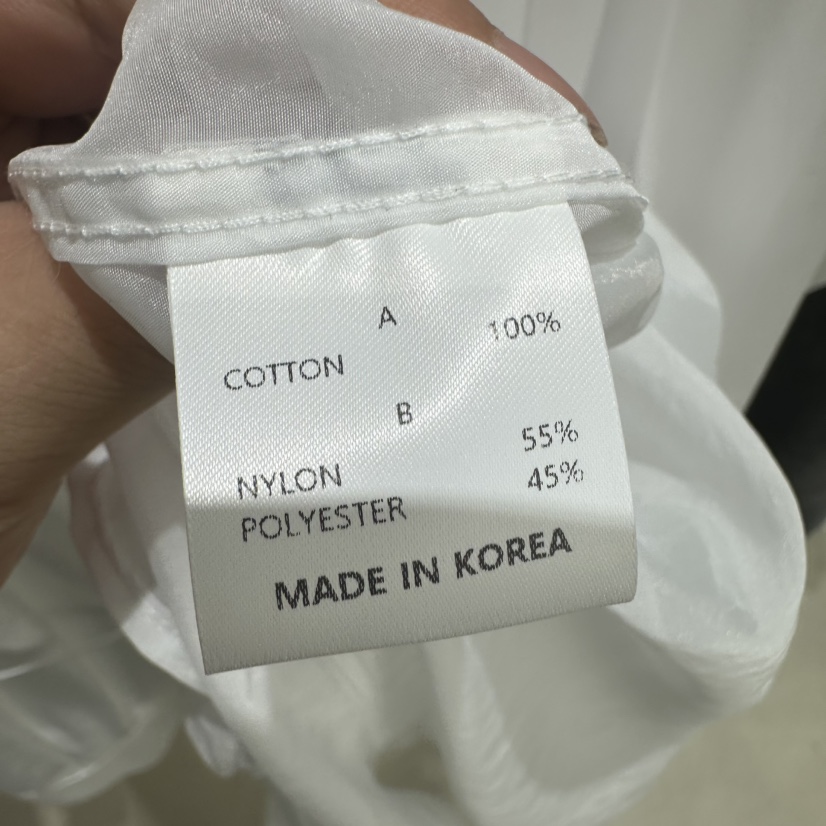 A
COTTON 100%
B
NYLON 55%
POLYESTER 45%
MADE IN KOREA